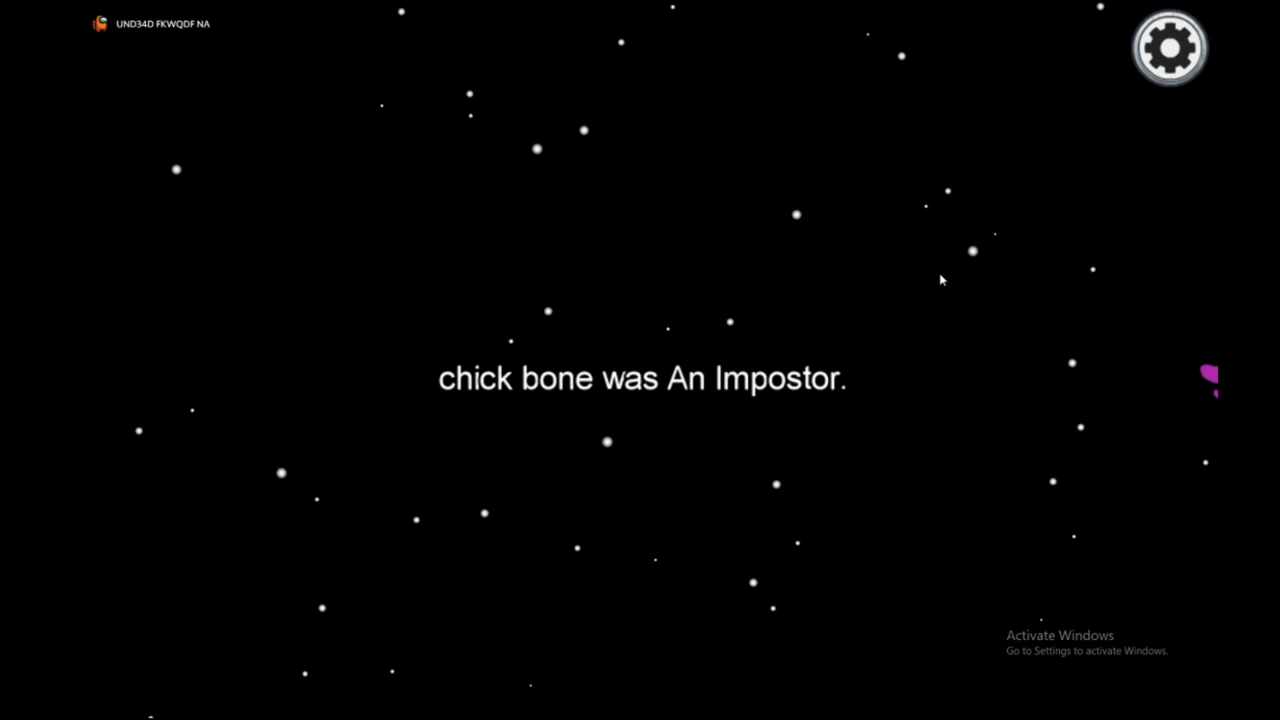 UND34D FKWQDF NA
chick bone was An Impostor.
Activate Windows
Go to Settings to activate Windows.